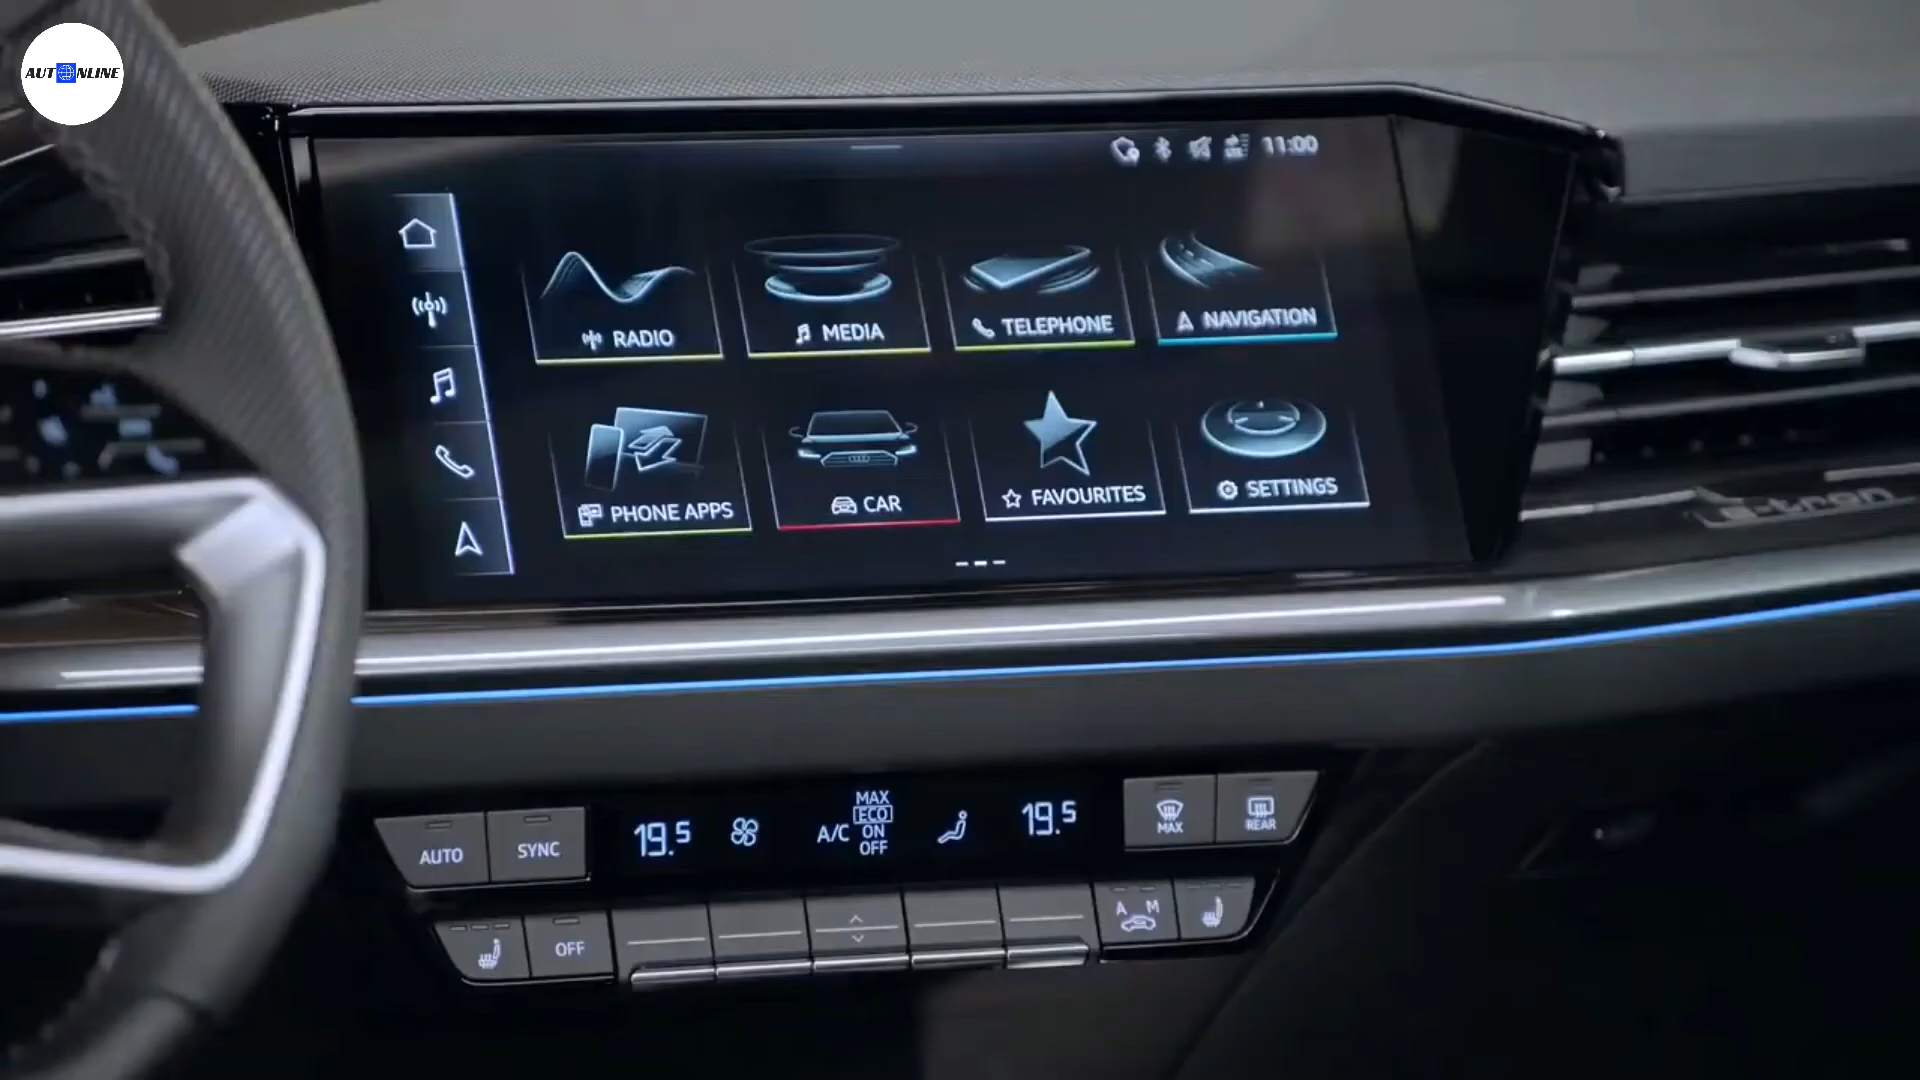 AUTONLINE
11:00
RADIO
MEDIA
TELEPHONE
NAVIGATION
PHONE APPS
CAR
FAVOURITES
SETTINGS
e-tron
AUTO
SYNC
19.5
A/C
MAX
ECO
ON
OFF
19.5
MAX
REAR
OFF
A M